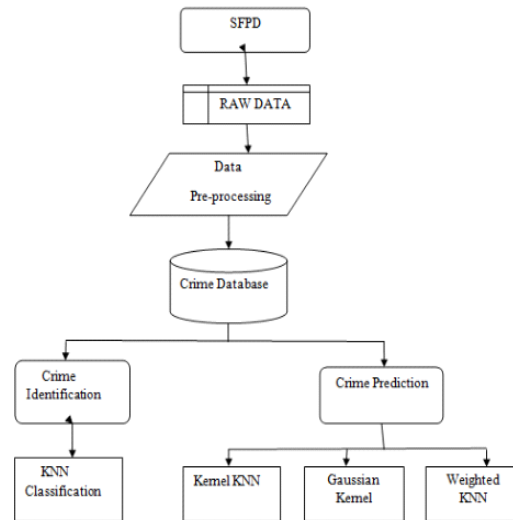 SFPD
RAW DATA
Data
Pre-processing
Crime Database
Crime
Identification
Crime Prediction
KNN
Classification
Kernel KNN
Gaussian
Kernel
Weighted
KNN